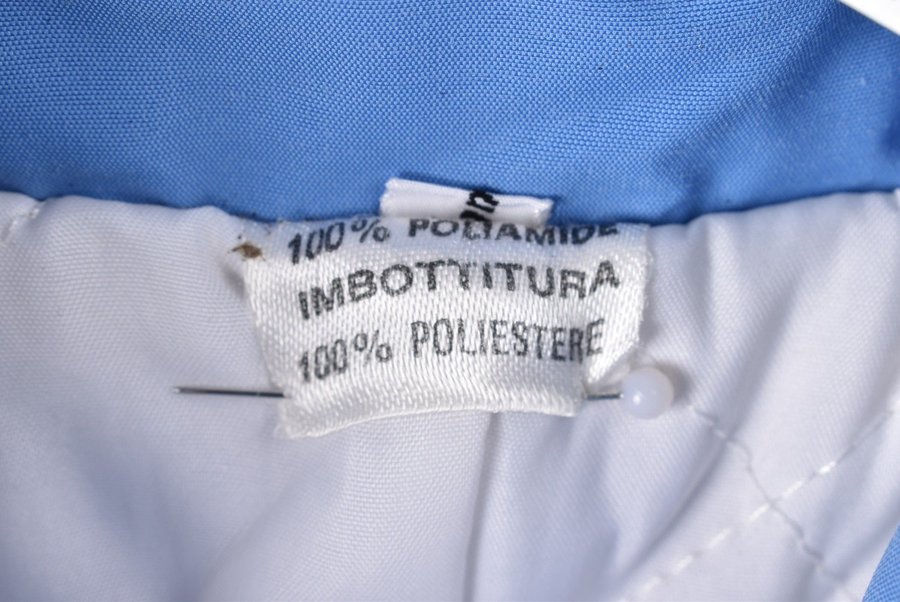 100% POLIAMIDE
IMBOTTITURA
100% POLIESTERE